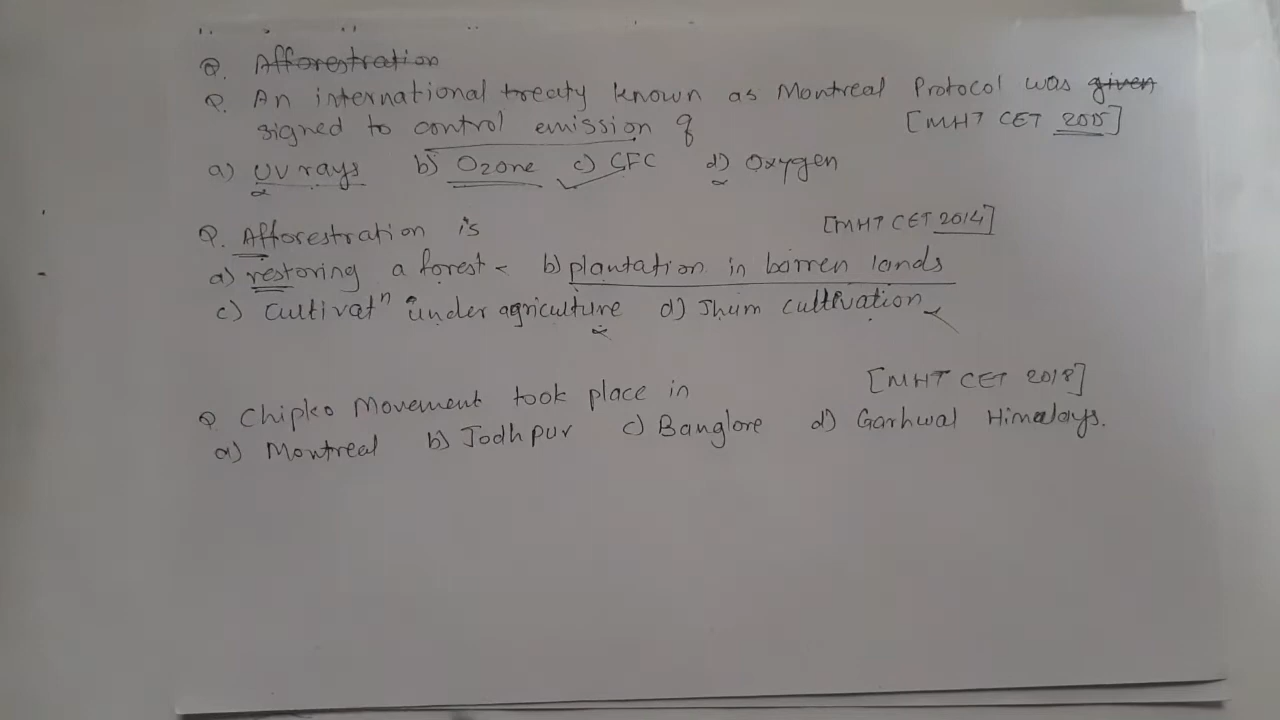 Q. Afforestration
Q. An international treaty known as Montreal Protocol was given
signed to control emission of [MHT CET 2015]
a) UV rays b) Ozone c) CFC d) Oxygen
Q. Afforestration is [MHT CET 2014]
a) restoring a forest b) plantation in barren lands
c) Cultivatⁿ under agriculture d) Jhum cultivation
Q Chipko Movement took place in [MHT CET 2018]
a) Montreal b) Jodhpur c) Banglore d) Garhwal Himalays.